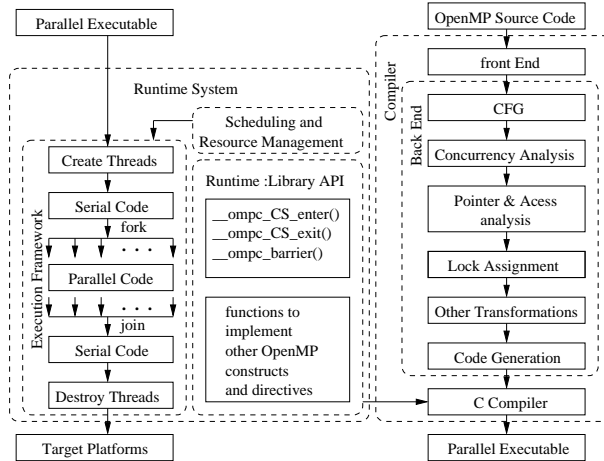 Parallel Executable
Runtime System
Scheduling and
Resource Management
Execution Framework
Create Threads
Serial Code
fork
Parallel Code
join
Serial Code
Destroy Threads
Target Platforms
Runtime :Library API
__ompc_CS_enter()
__ompc_CS_exit()
__ompc_barrier()
functions to
implement
other OpenMP
constructs
and directives
OpenMP Source Code
Compiler
front End
Back End
CFG
Concurrency Analysis
Pointer & Acess
analysis
Lock Assignment
Other Transformations
Code Generation
C Compiler
Parallel Executable